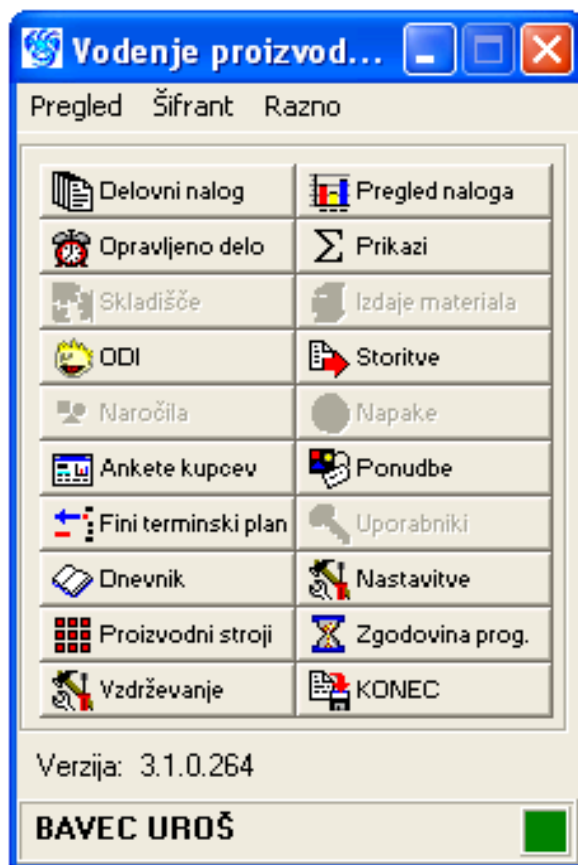 Vodenje proizvod...
Pregled Šifrant Razno
Delovni nalog Pregled naloga
Opravljeno delo Prikazi
Skladišče Izdaje materiala
ODI Storitve
Naročila Napake
Ankete kupcev Ponudbe
Fini terminski plan Uporabniki
Dnevnik Nastavitve
Proizvodni stroji Zgodovina prog.
Vzdrževanje KONEC
Verzija: 3.1.0.264
BAVEC UROŠ